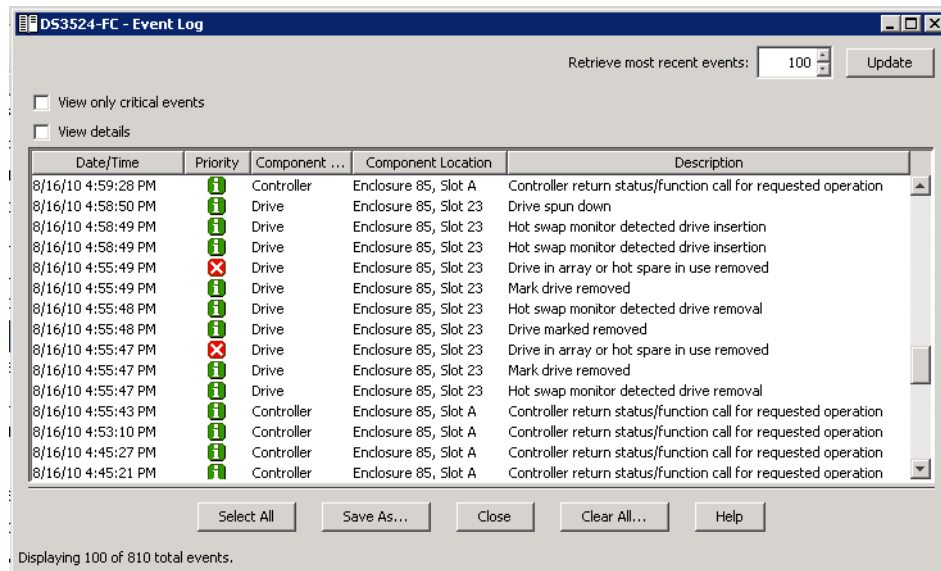 DS3524-FC - Event Log
Retrieve most recent events: 100 Update
View only critical events
View details
Date/Time Priority Component ... Component Location Description
8/16/10 4:59:28 PM Controller Enclosure 85, Slot A Controller return status/function call for requested operation
8/16/10 4:58:50 PM Drive Enclosure 85, Slot 23 Drive spun down
8/16/10 4:58:49 PM Drive Enclosure 85, Slot 23 Hot swap monitor detected drive insertion
8/16/10 4:58:49 PM Drive Enclosure 85, Slot 23 Hot swap monitor detected drive insertion
8/16/10 4:55:49 PM Drive Enclosure 85, Slot 23 Drive in array or hot spare in use removed
8/16/10 4:55:49 PM Drive Enclosure 85, Slot 23 Mark drive removed
8/16/10 4:55:48 PM Drive Enclosure 85, Slot 23 Hot swap monitor detected drive removal
8/16/10 4:55:48 PM Drive Enclosure 85, Slot 23 Drive marked removed
8/16/10 4:55:47 PM Drive Enclosure 85, Slot 23 Drive in array or hot spare in use removed
8/16/10 4:55:47 PM Drive Enclosure 85, Slot 23 Mark drive removed
8/16/10 4:55:47 PM Drive Enclosure 85, Slot 23 Hot swap monitor detected drive removal
8/16/10 4:55:43 PM Controller Enclosure 85, Slot A Controller return status/function call for requested operation
8/16/10 4:53:10 PM Controller Enclosure 85, Slot A Controller return status/function call for requested operation
8/16/10 4:45:27 PM Controller Enclosure 85, Slot A Controller return status/function call for requested operation
8/16/10 4:45:21 PM Controller Enclosure 85, Slot A Controller return status/function call for requested operation
Select All Save As... Close Clear All... Help
Displaying 100 of 810 total events.